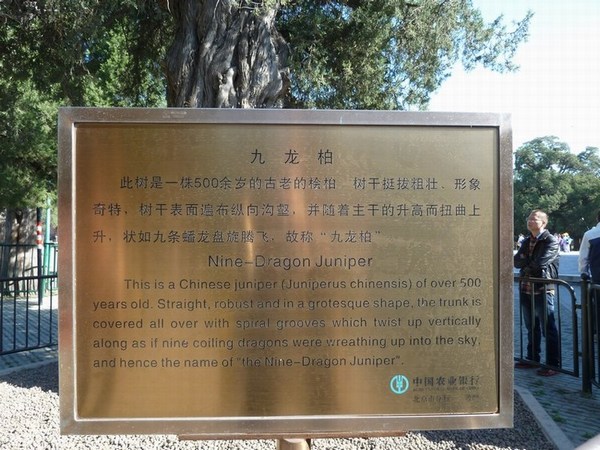 九龙柏
此树是一株500余岁的古老的桧柏 树干挺拔粗壮、形象
奇特，树干表面遍布纵向沟壑，并随着主干的升高而扭曲上
升，状如九条蟠龙盘旋腾飞，故称“九龙柏”
Nine-Dragon Juniper
This is a Chinese juniper (Juniperus chinensis) of over 500
years old. Straight, robust and in a grotesque shape, the trunk is
covered all over with spiral grooves which twist up vertically
along as if nine coiling dragons were wreathing up into the sky,
and hence the name of "the Nine-Dragon Juniper".
中国农业银行